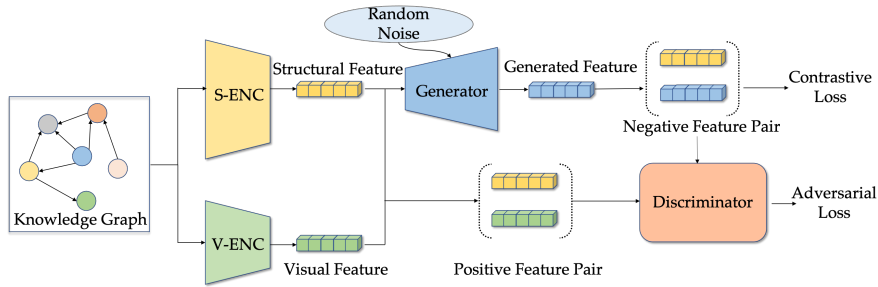 Random
Noise
Structural Feature
Generated Feature
S-ENC
Generator
Contrastive
Loss
Negative Feature Pair
Knowledge Graph
Discriminator
Adversarial
Loss
V-ENC
Visual Feature
Positive Feature Pair